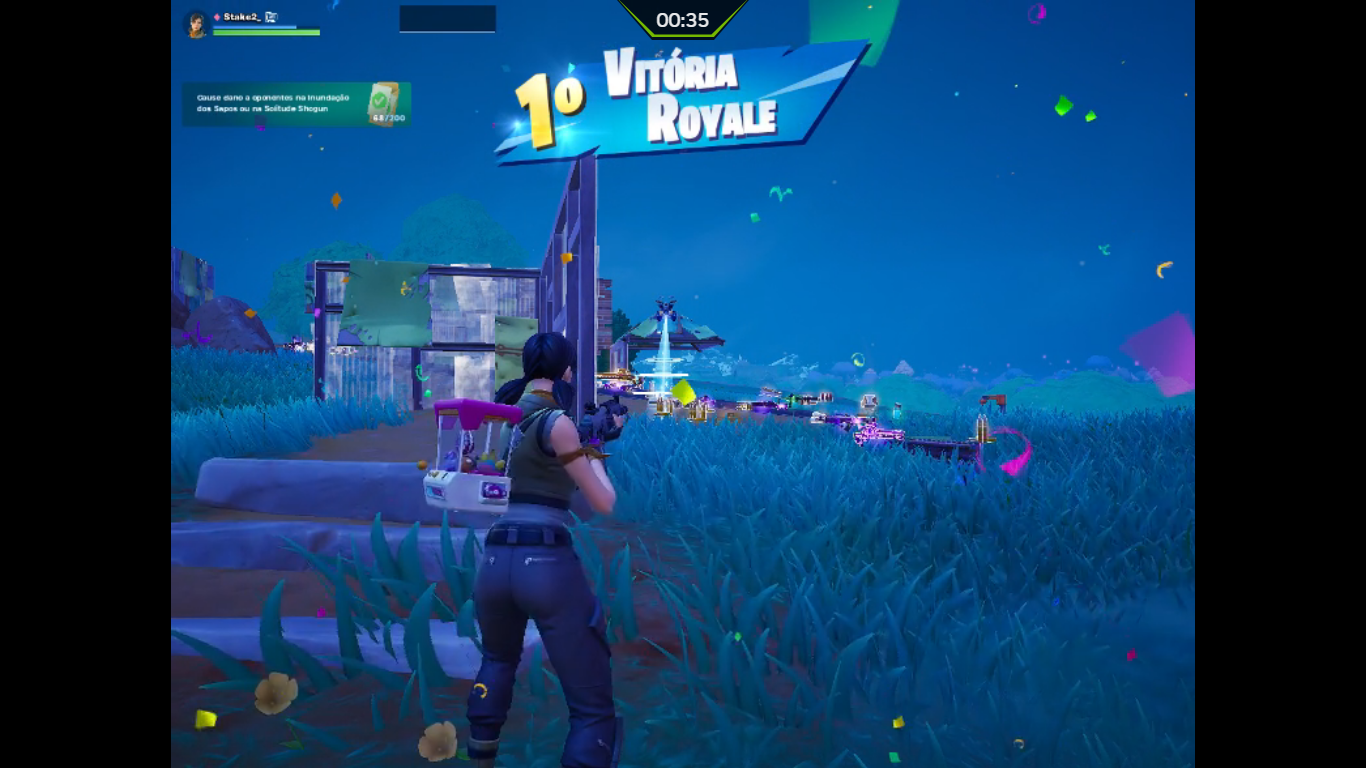 Stake2_
00:35
1º VITÓRIA
ROYALE
Cause dano a oponentes na Inundação
dos Sapos ou na Solitude Shogun
68/200